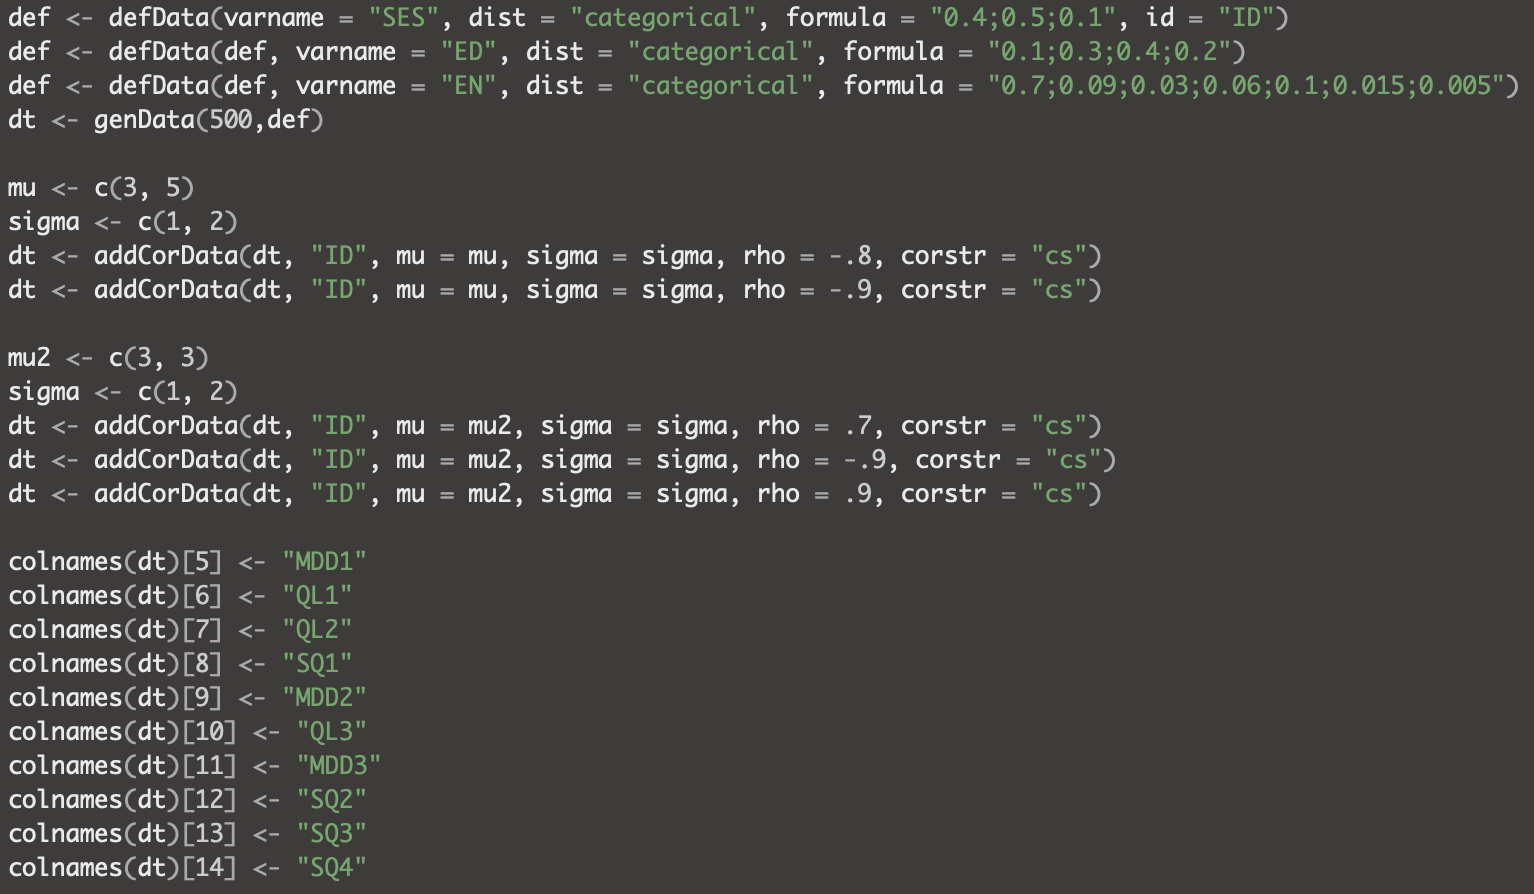 def <- defData(varname = "SES", dist = "categorical", formula = "0.4;0.5;0.1", id = "ID")
def <- defData(def, varname = "ED", dist = "categorical", formula = "0.1;0.3;0.4;0.2")
def <- defData(def, varname = "EN", dist = "categorical", formula = "0.7;0.09;0.03;0.06;0.1;0.015;0.005")
dt <- genData(500,def)

mu <- c(3, 5)
sigma <- c(1, 2)
dt <- addCorData(dt, "ID", mu = mu, sigma = sigma, rho = -.8, corstr = "cs")
dt <- addCorData(dt, "ID", mu = mu, sigma = sigma, rho = -.9, corstr = "cs")

mu2 <- c(3, 3)
sigma <- c(1, 2)
dt <- addCorData(dt, "ID", mu = mu2, sigma = sigma, rho = .7, corstr = "cs")
dt <- addCorData(dt, "ID", mu = mu2, sigma = sigma, rho = -.9, corstr = "cs")
dt <- addCorData(dt, "ID", mu = mu2, sigma = sigma, rho = .9, corstr = "cs")

colnames(dt)[5] <- "MDD1"
colnames(dt)[6] <- "QL1"
colnames(dt)[7] <- "QL2"
colnames(dt)[8] <- "SQ1"
colnames(dt)[9] <- "MDD2"
colnames(dt)[10] <- "QL3"
colnames(dt)[11] <- "MDD3"
colnames(dt)[12] <- "SQ2"
colnames(dt)[13] <- "SQ3"
colnames(dt)[14] <- "SQ4"